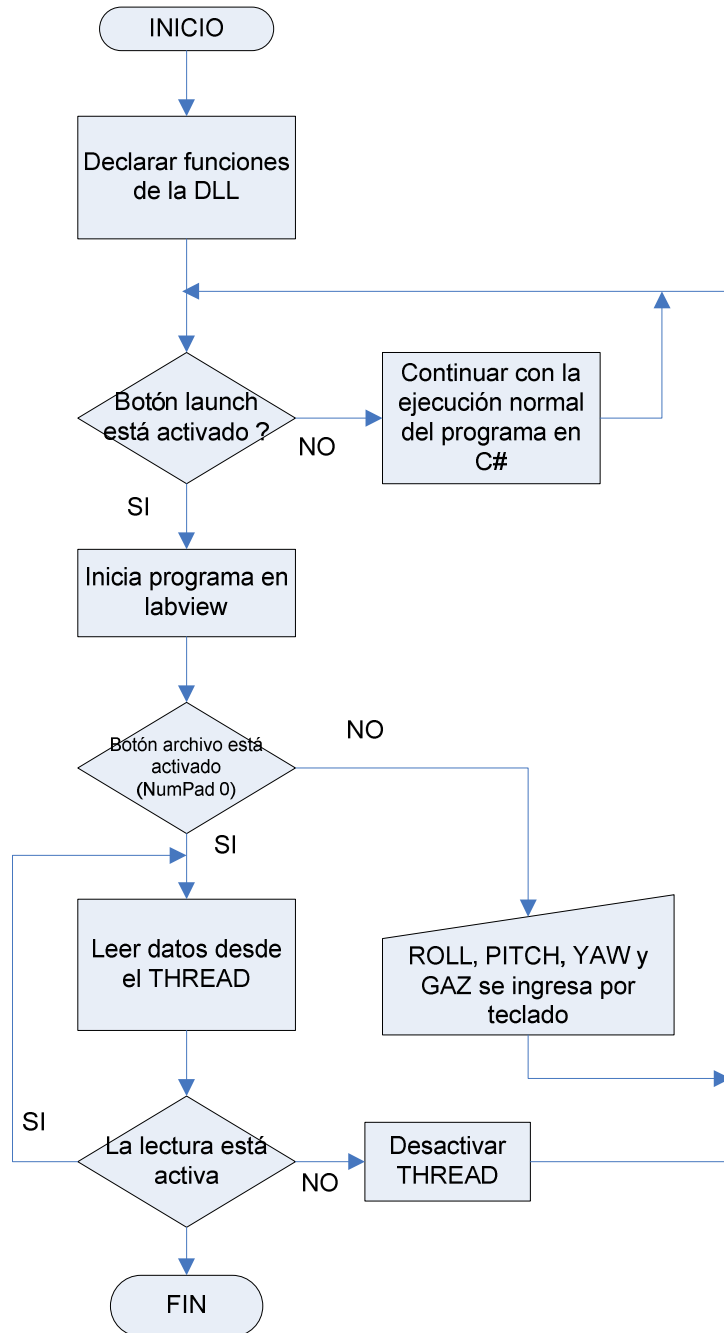 INICIO
Declarar funciones
de la DLL
Botón launch
está activado ?
NO
Continuar con la
ejecución normal
del programa en
C#
SI
Inicia programa en
labview
Botón archivo está
activado
(NumPad 0)
NO
SI
Leer datos desde
el THREAD
ROLL, PITCH, YAW y
GAZ se ingresa por
teclado
SI
La lectura está
activa
NO
Desactivar
THREAD
FIN